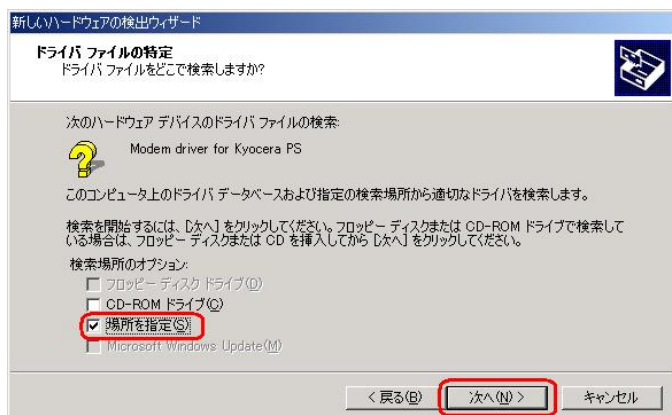 新しいハードウェアの検出ウィザード
ドライバ ファイルの特定
ドライバ ファイルをどこで検索しますか?
次のハードウェア デバイスのドライバ ファイルの検索:
Modem driver for Kyocera PS
このコンピュータ上のドライバ データベースおよび指定の検索場所から適切なドライバを検索します。
検索を開始するには、[次へ] をクリックしてください。フロッピー ディスクまたは CD-ROM ドライブで検索して
いる場合は、フロッピー ディスクまたは CD を挿入してから [次へ] をクリックしてください。
検索場所のオプション:
フロッピー ディスク ドライブ(D)
CD-ROM ドライブ(C)
場所を指定(S)
Microsoft Windows Update(M)
< 戻る(B) 次へ(N) > キャンセル